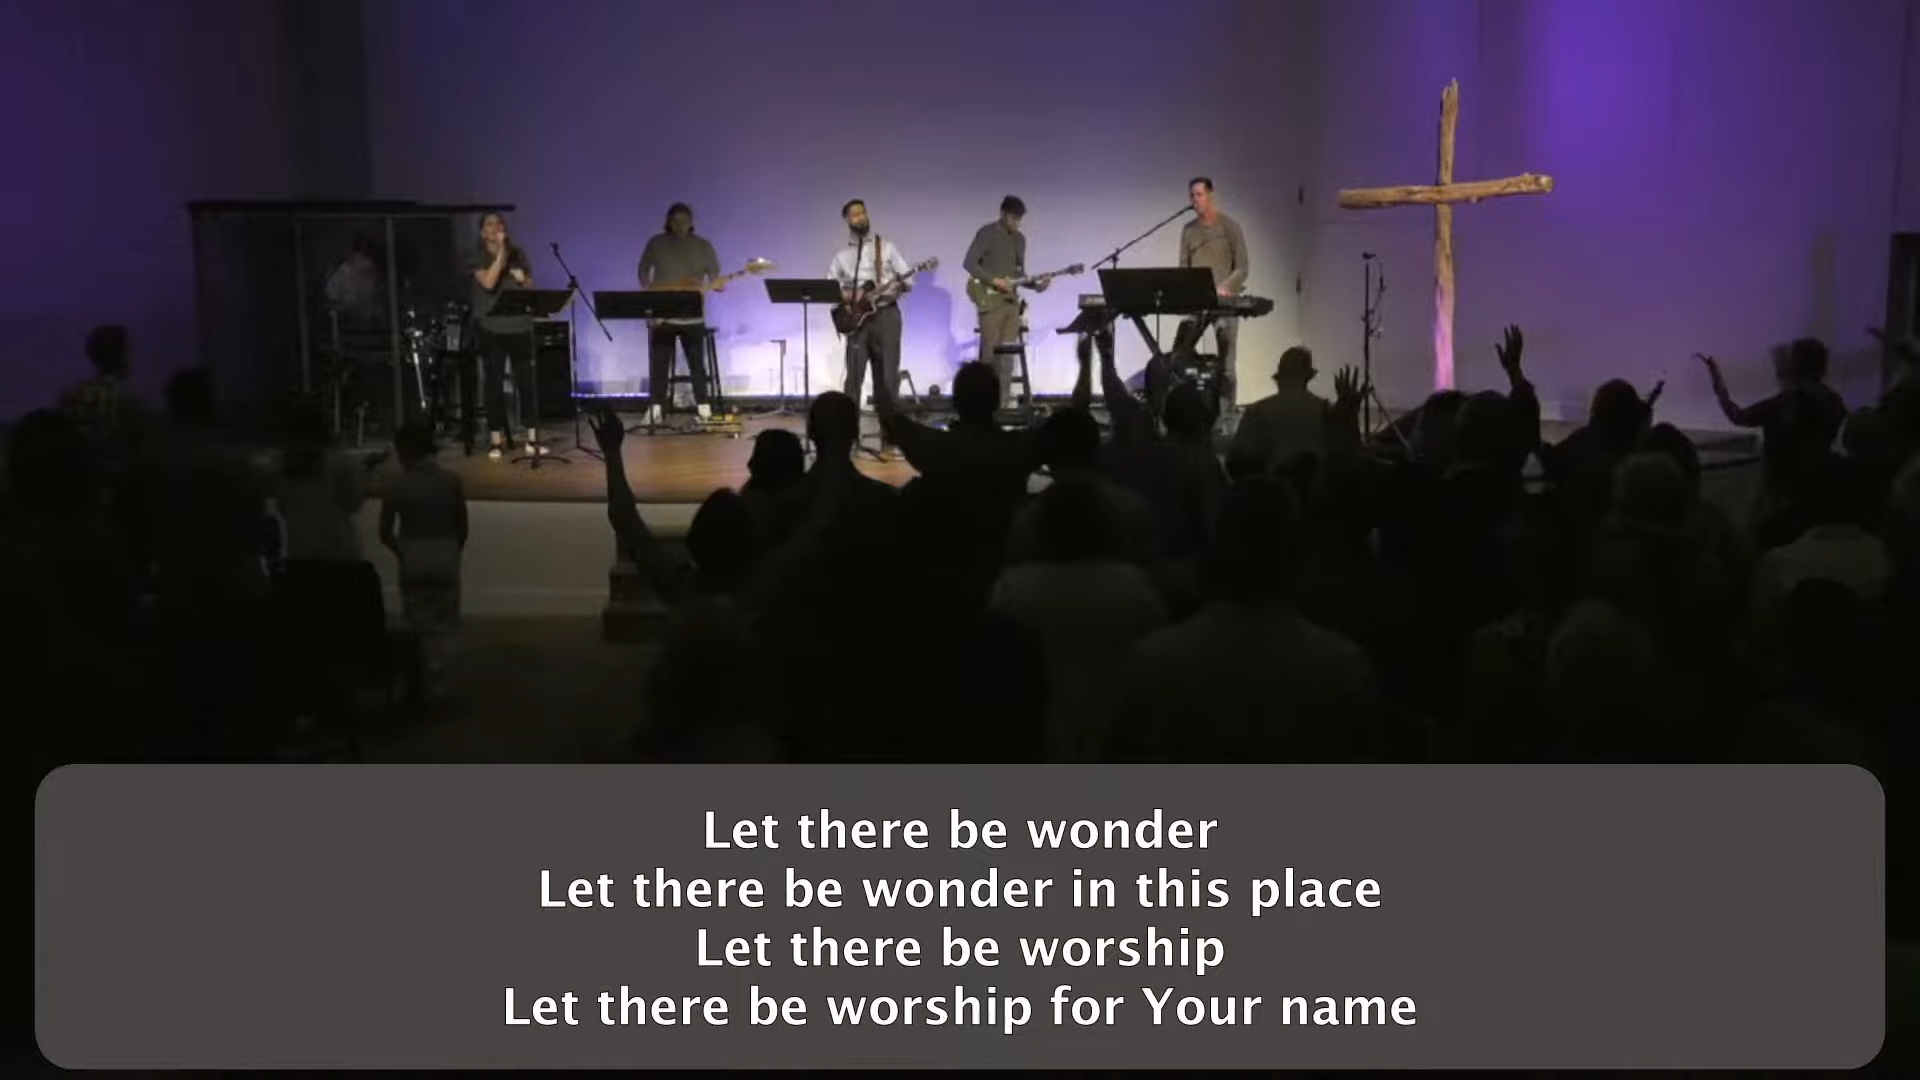 Let there be wonder
Let there be wonder in this place
Let there be worship
Let there be worship for Your name